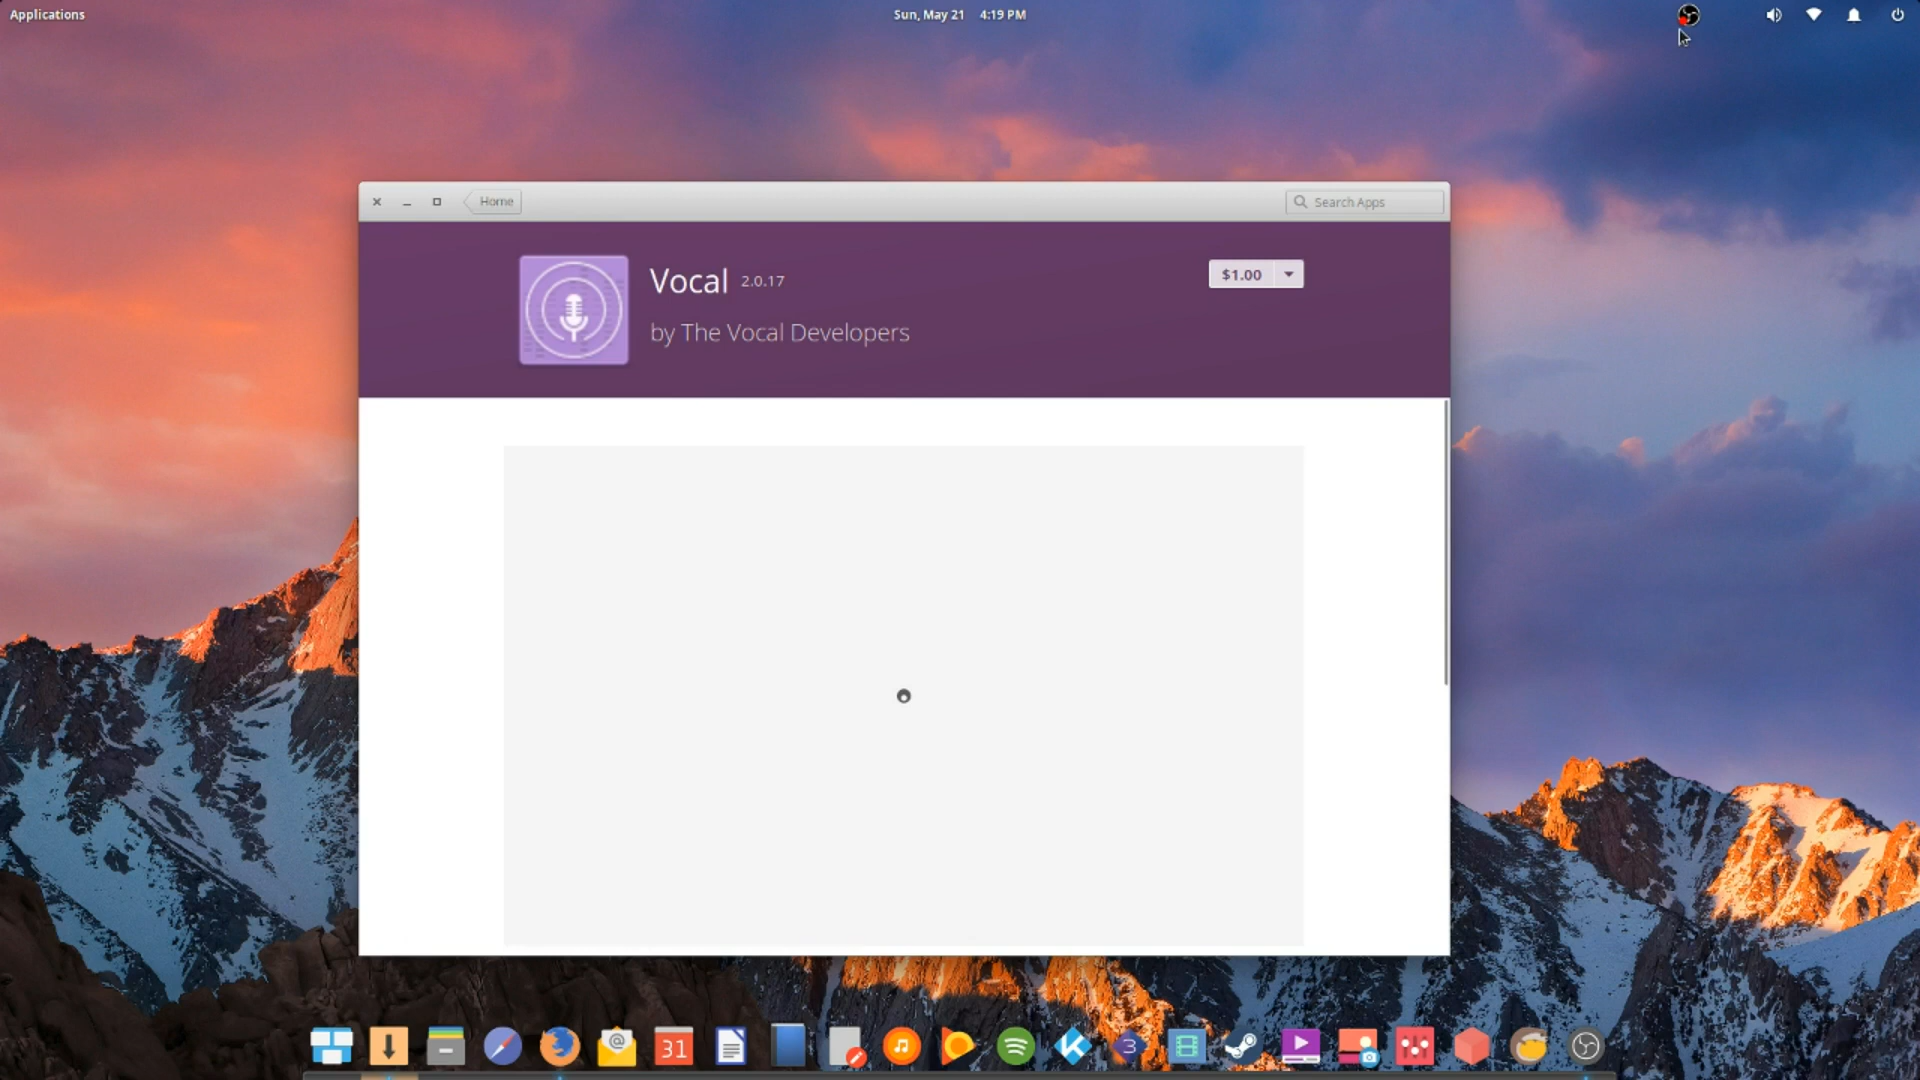 Applications
Sun, May 21 4:19 PM
Home
Search Apps
Vocal 2.0.17
$1.00
by The Vocal Developers
@
31
3